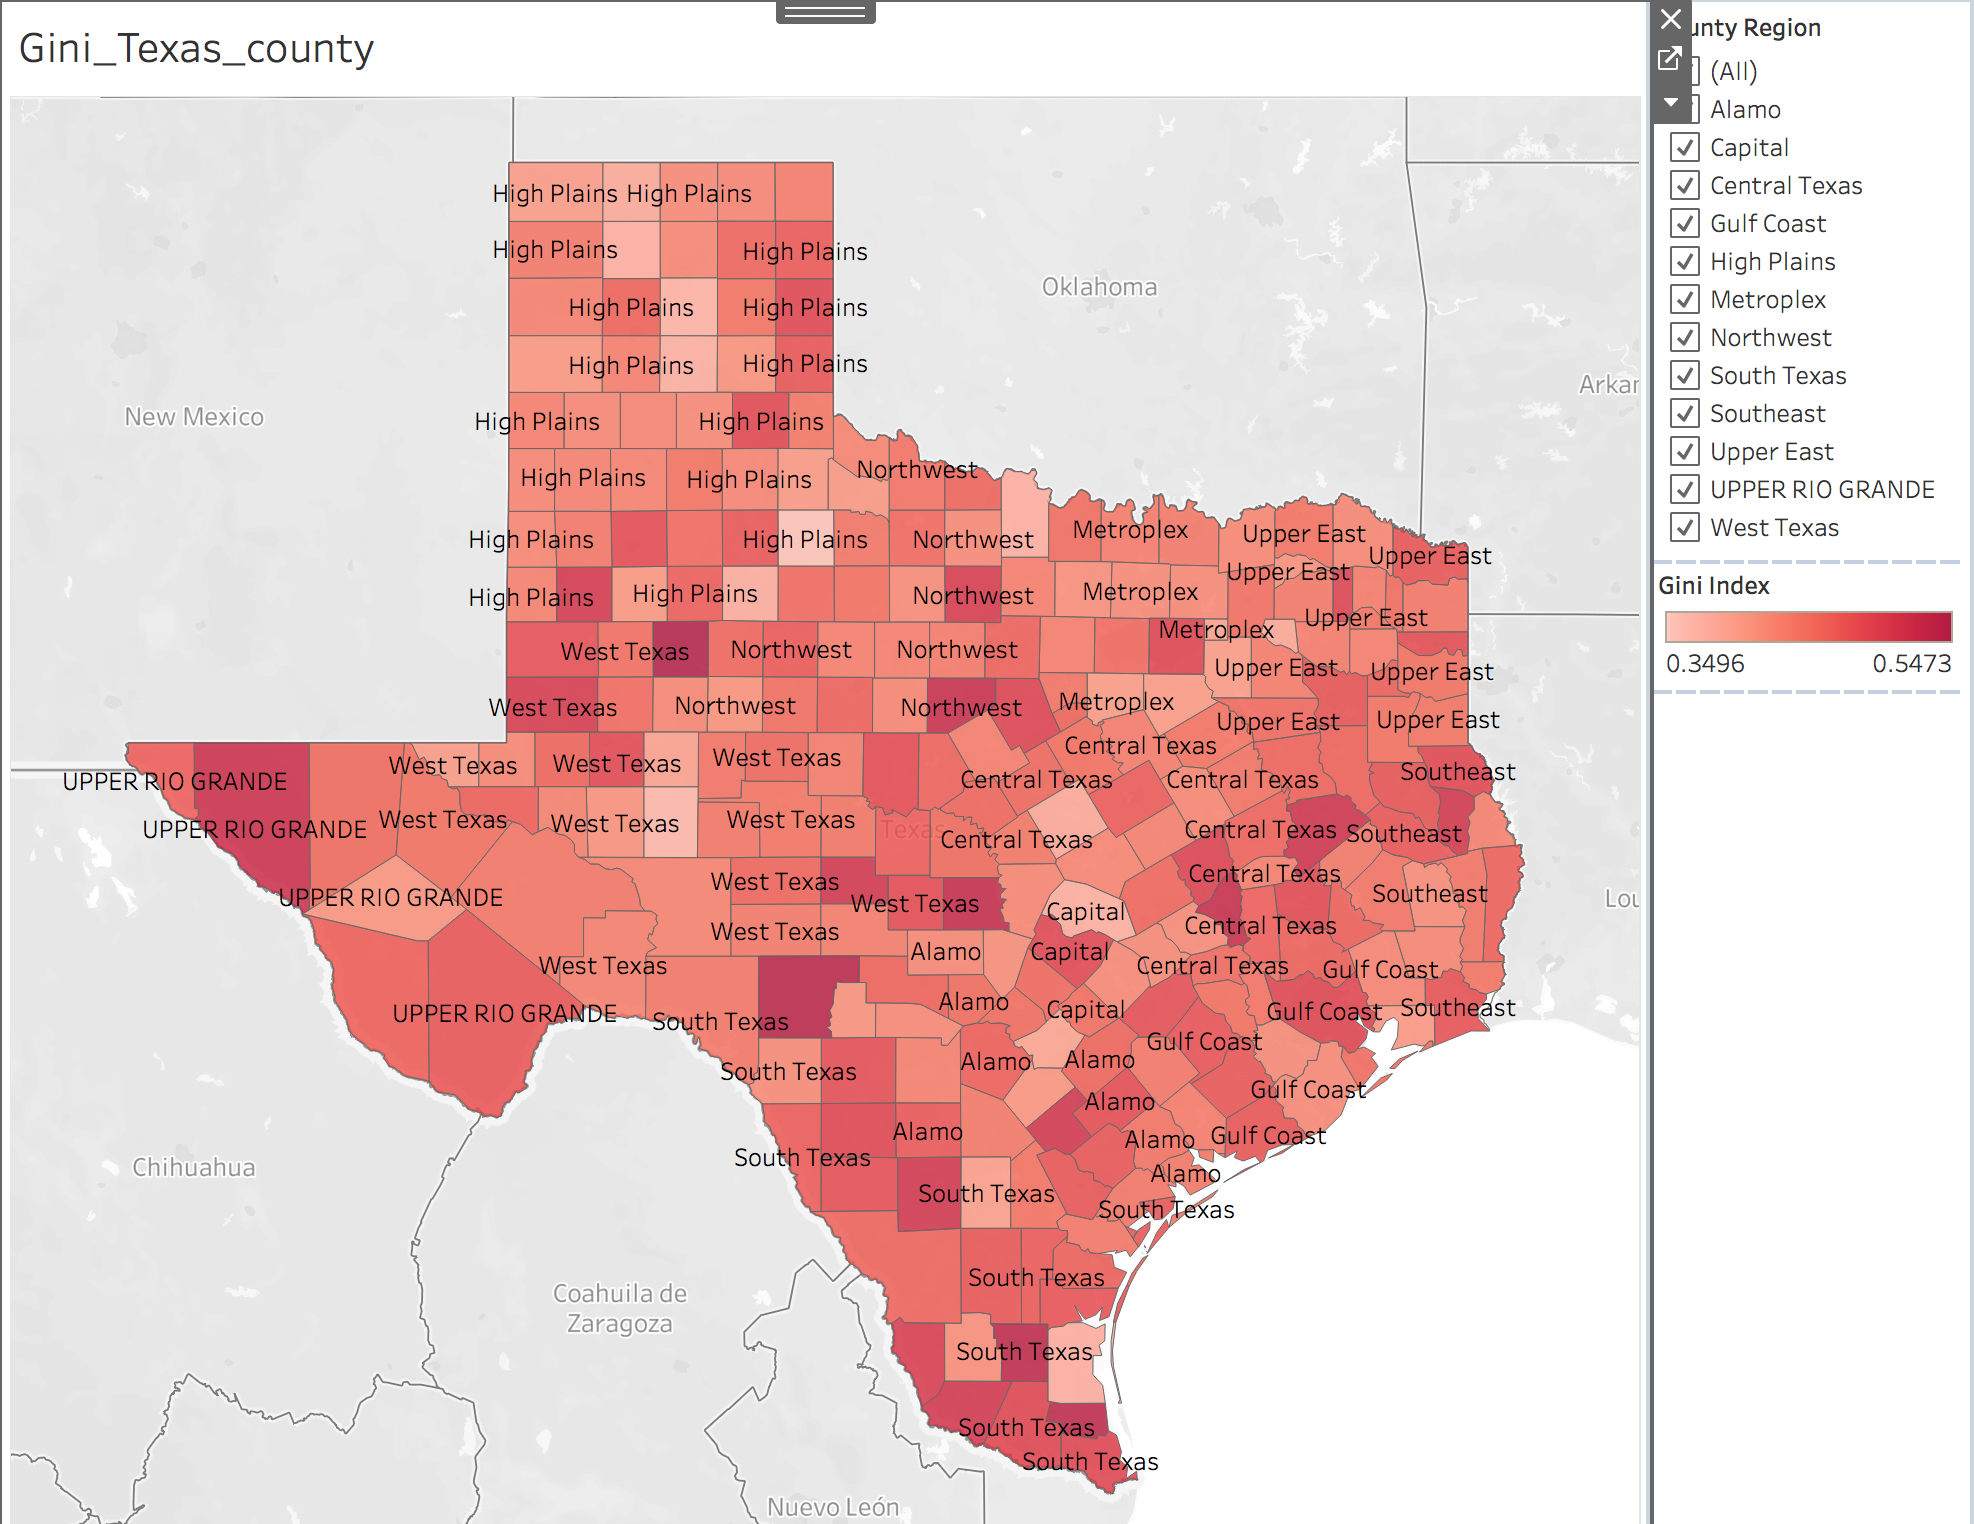 Gini_Texas_county
High Plains High Plains
High Plains High Plains
Oklahoma
High Plains High Plains
High Plains High Plains
Arkar
New Mexico
High Plains High Plains
Northwest
High Plains High Plains
Metroplex Upper East
High Plains High Plains Northwest
Upper East
Upper East
High Plains High Plains Northwest Metroplex
Upper East
Metroplex
West Texas Northwest Northwest
Upper East Upper East
West Texas Northwest Northwest Metroplex
Upper East Upper East
Central Texas
West Texas West Texas West Texas
Southeast
UPPER RIO GRANDE Central Texas Central Texas
West Texas West Texas West Texas
UPPER RIO GRANDE Texas Central Texas Central Texas Southeast
Central Texas
West Texas
Southeast
UPPER RIO GRANDE West Texas Capital
Lou
West Texas Central Texas
Alamo Capital
West Texas Central Texas Gulf Coast
Alamo Capital Gulf Coast Southeast
UPPER RIO GRANDE South Texas
Gulf Coast
Alamo Alamo
South Texas
Gulf Coast
Alamo
Alamo Alamo Gulf Coast
South Texas
Chihuahua
Alamo
South Texas
South Texas
South Texas
Coahuila de
Zaragoza
South Texas
South Texas
South Texas
Nuevo León
unty Region
(All)
Alamo
Capital
Central Texas
Gulf Coast
High Plains
Metroplex
Northwest
South Texas
Southeast
Upper East
UPPER RIO GRANDE
West Texas
Gini Index
0.3496 0.5473